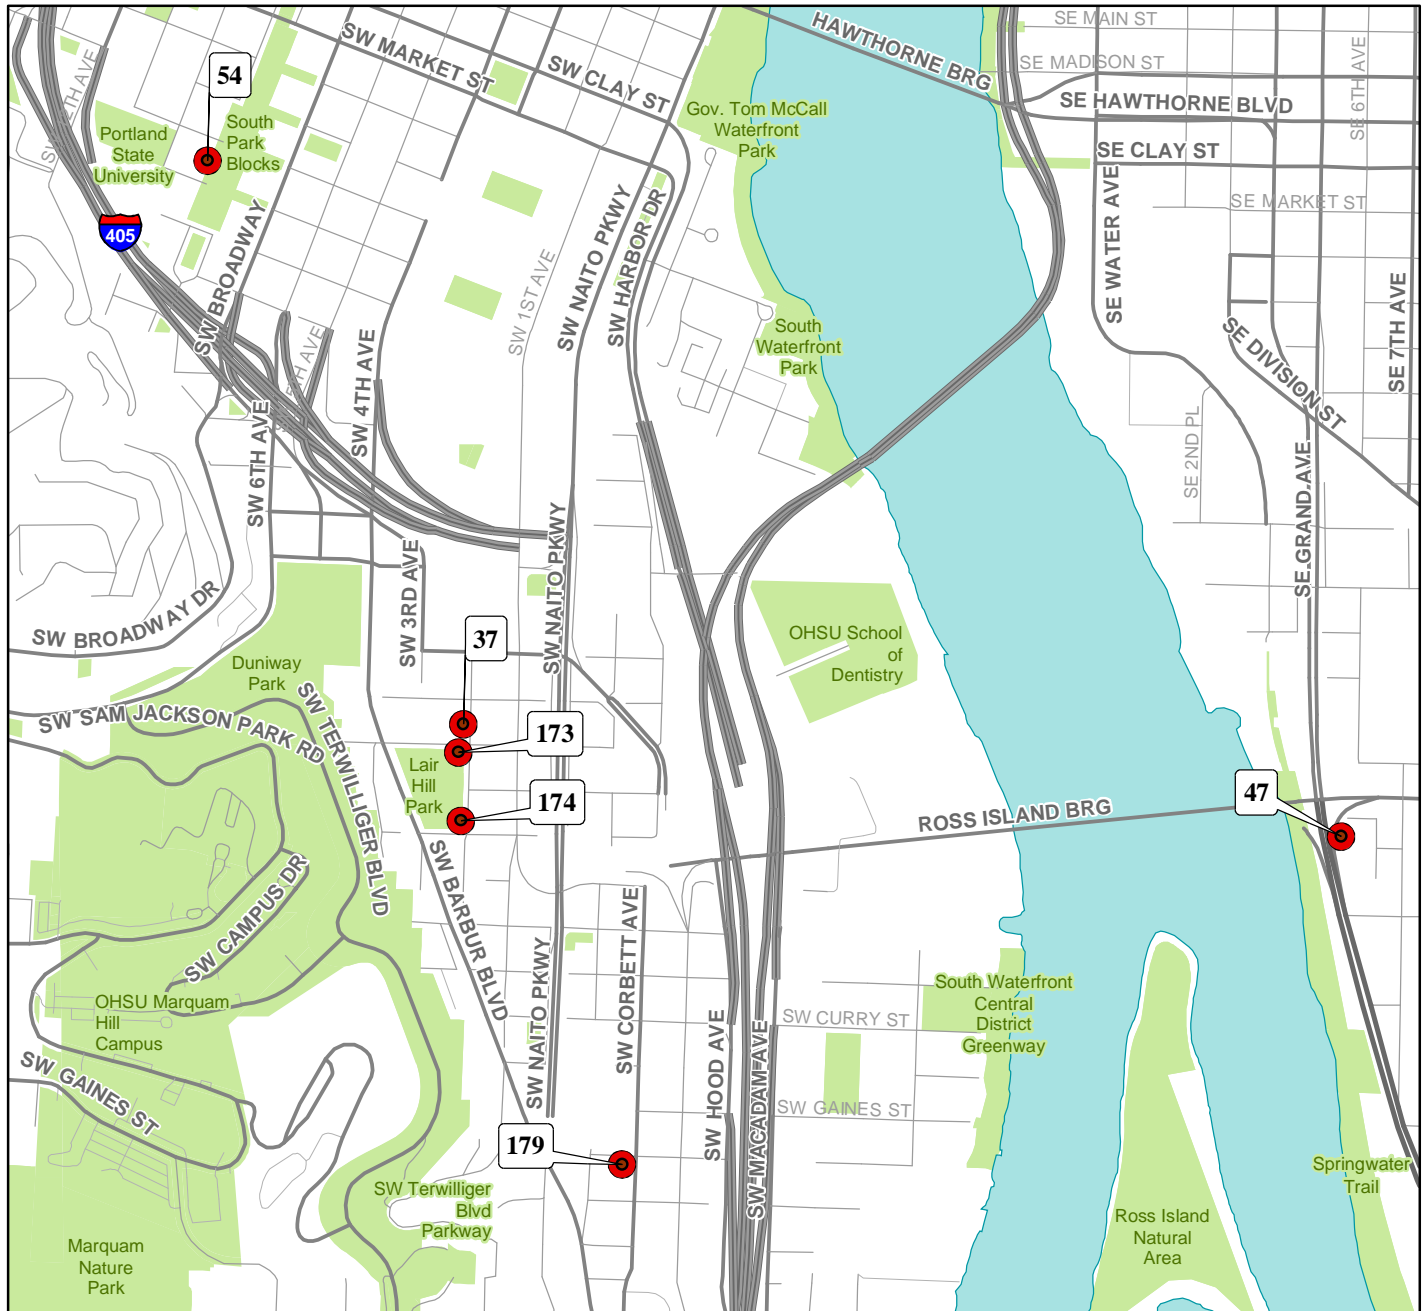 HAWTHORNE BRG
SE MAIN ST
SE MADISON ST
SE 6TH AVE
SW MARKET ST
SW CLAY ST
54
SE HAWTHORNE BLVD
Gov. Tom McCall
Waterfront
Park
Portland
State
University
South
Park
Blocks
SE CLAY ST
SE MARKET ST
405
SW BROADWAY
SW NAITO PKWY
SW HARBOR DR
SW 1ST AVE
SE WATER AVE
SE 7TH AVE
SE DIVISION ST
South
Waterfront
Park
SW 4TH AVE
SW 6TH AVE
SE 2ND PL
SE GRAND AVE
SW 3RD AVE
SW NAITO PKWY
SW BROADWAY DR
37
OHSU School
of
Dentistry
Duniway
Park
SW SAM JACKSON PARK RD
SW TERWILLIGER BLVD
173
Lair
Hill
Park
174
47
ROSS ISLAND BRG
SW BARBUR BLVD
SW CAMPUS DR
SW CORBETT AVE
SW NAITO PKWY
OHSU Marquam
Hill
Campus
South Waterfront
Central
District
Greenway
SW CURRY ST
SW HOOD AVE
SW MACADAM AVE
SW GAINES ST
SW GAINES ST
179
SW Terwilliger
Blvd
Parkway
Springwater
Trail
Ross Island
Natural
Area
Marquam
Nature
Park